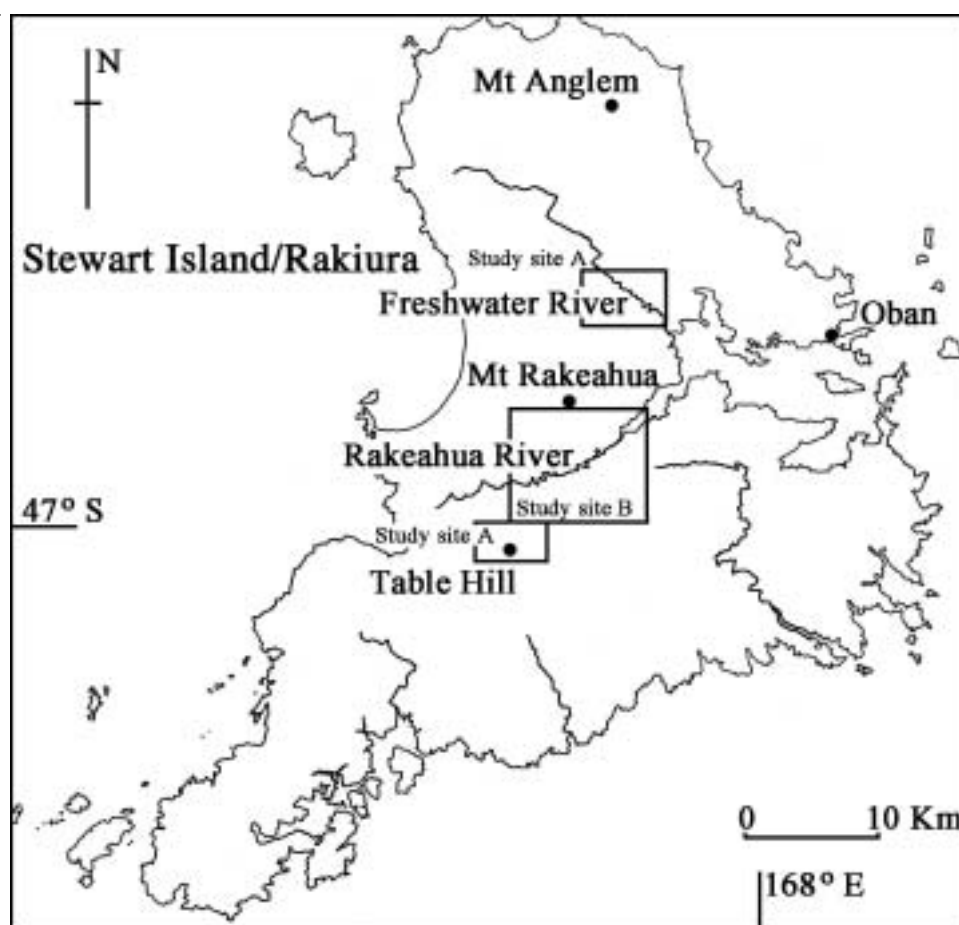 N
Mt Anglem
Stewart Island/Rakiura
Study site A
Freshwater River
Oban
Mt Rakeahua
Rakeahua River
47° S
Study site B
Study site A
Table Hill
0 10 Km
168° E